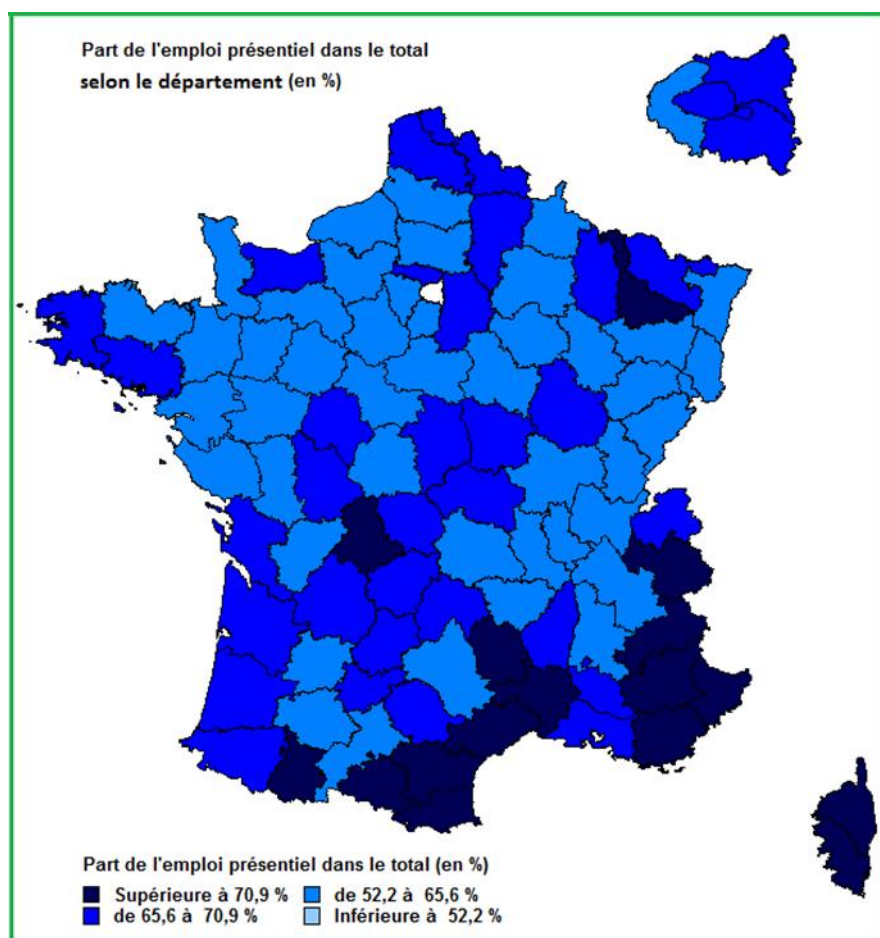 Part de l'emploi présentiel dans le total
selon le département (en %)
Part de l'emploi présentiel dans le total (en %)
Supérieure à 70,9 % de 52,2 à 65,6 %
de 65,6 à 70,9 % Inférieure à 52,2 %